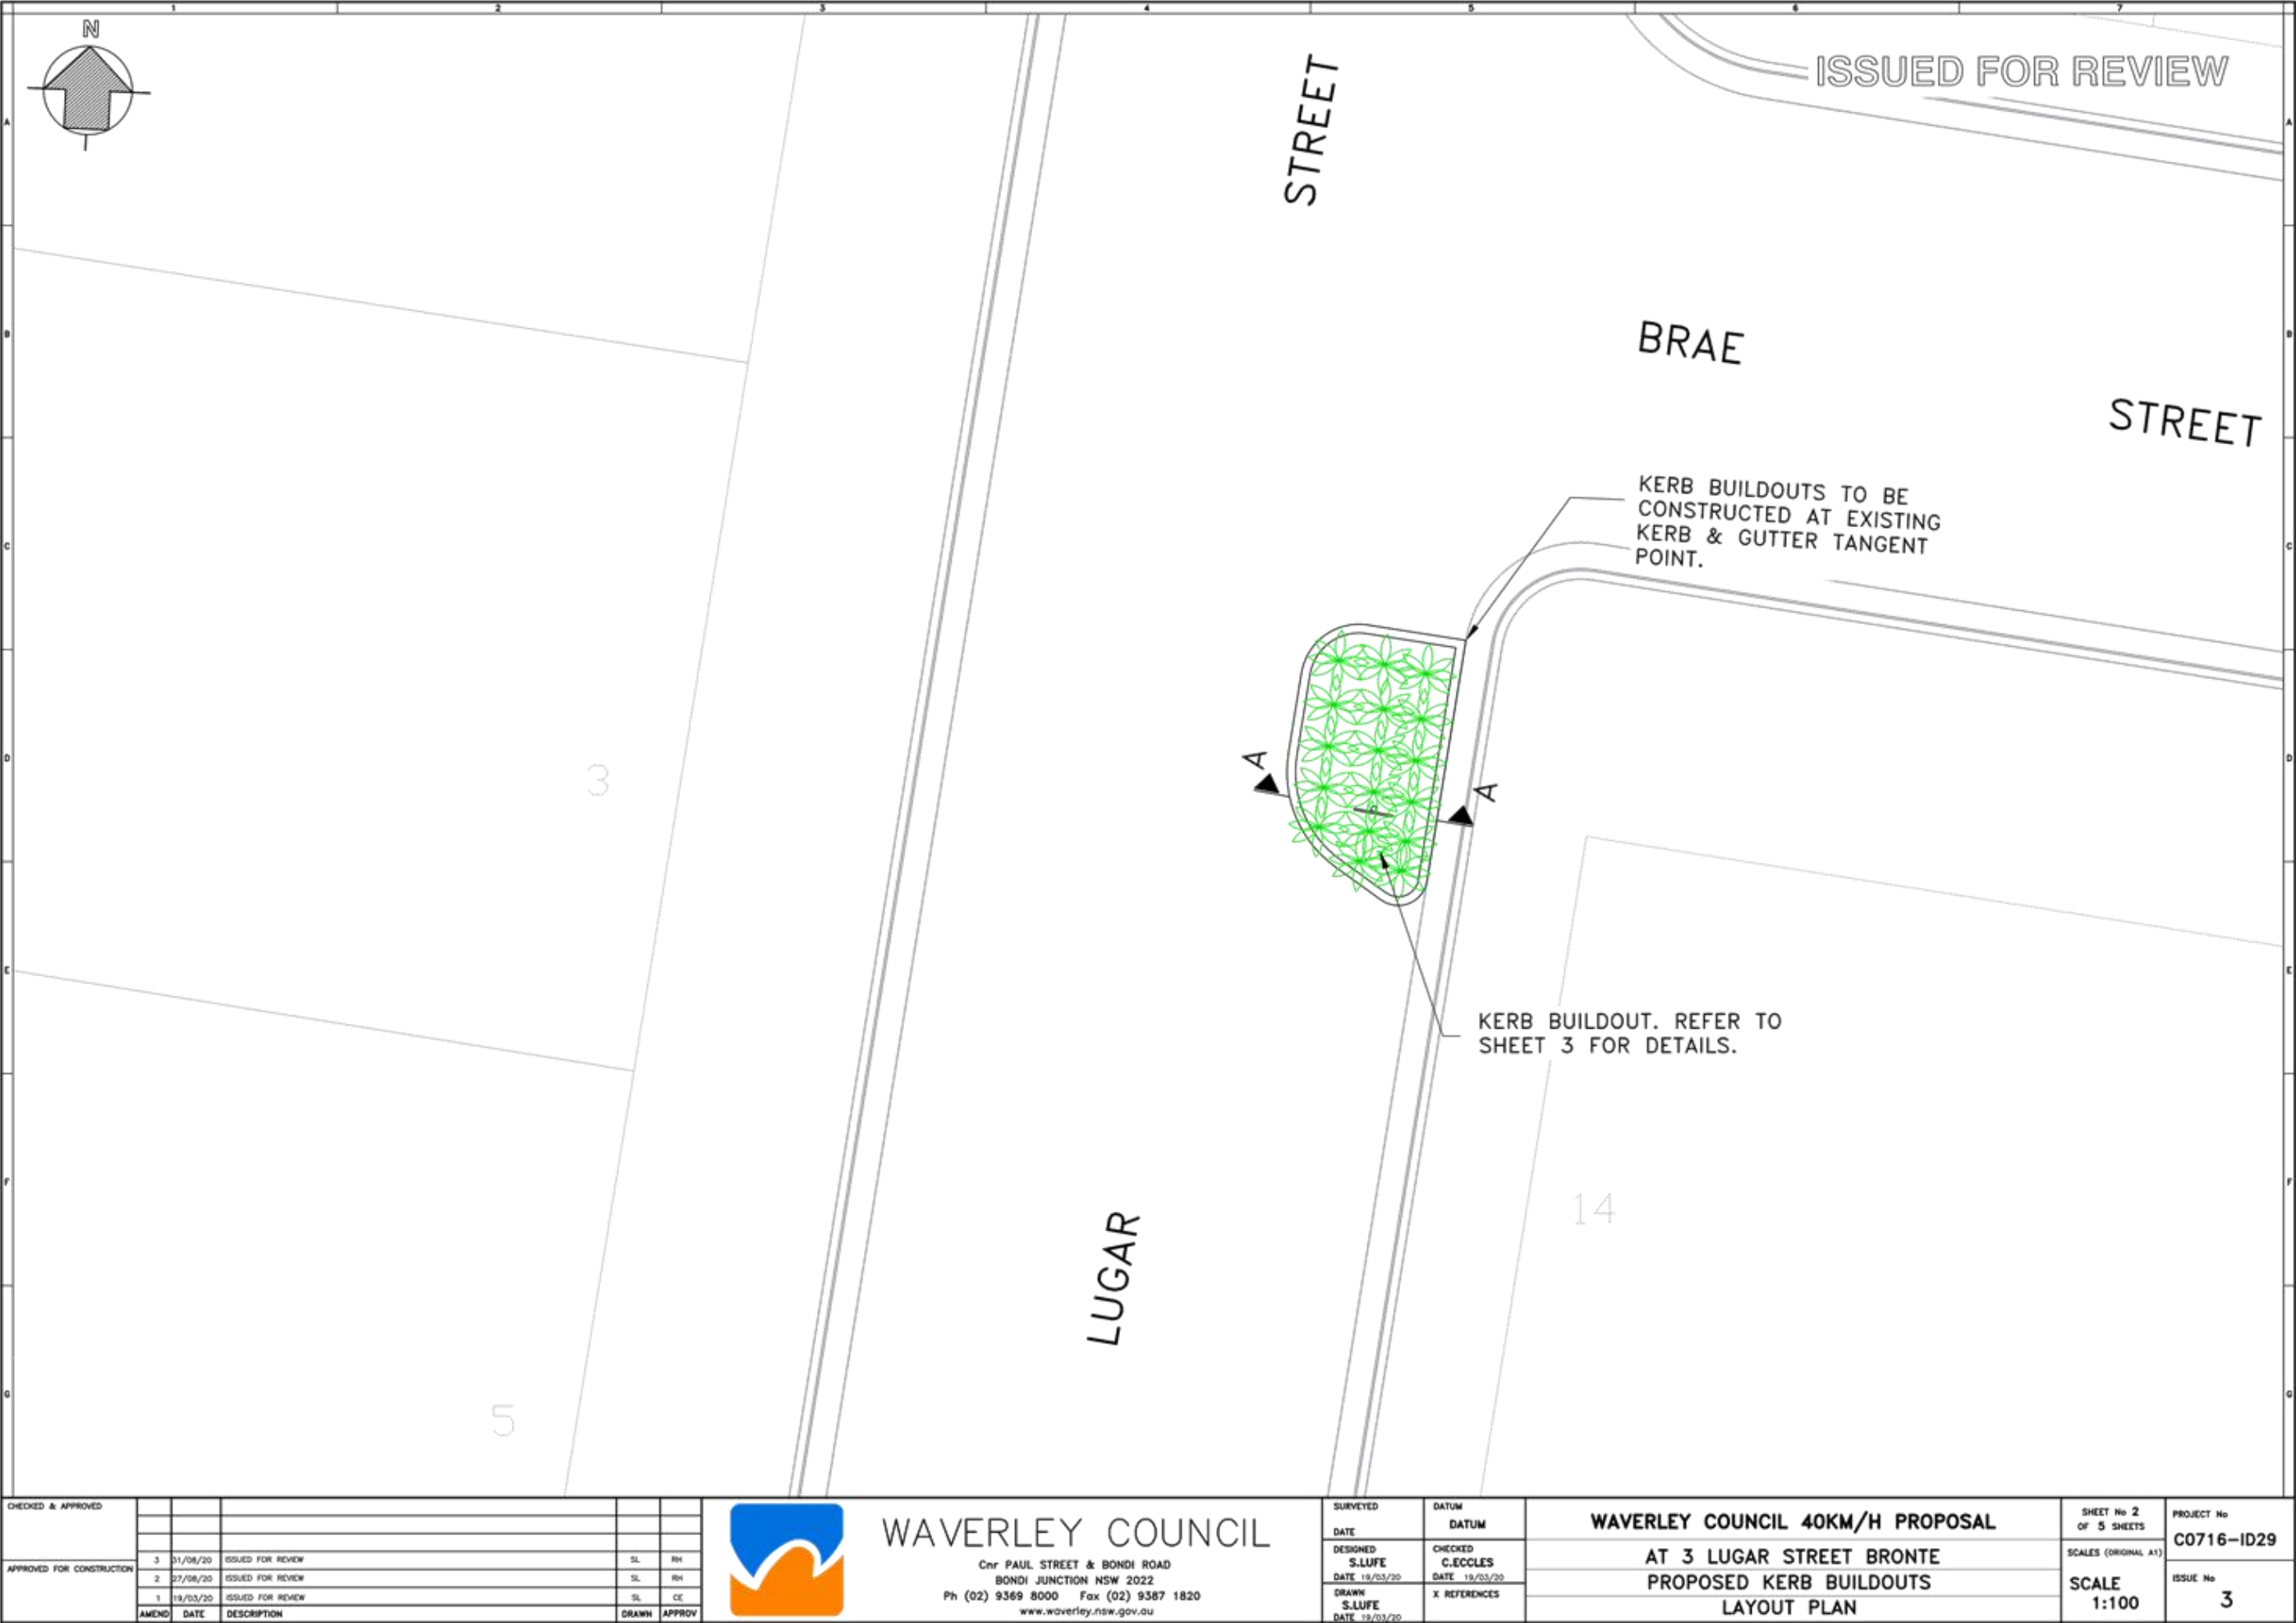 1 2 3 4 5 6 7
N
ISSUED FOR REVIEW
STREET
BRAE
STREET
KERB BUILDOUTS TO BE
CONSTRUCTED AT EXISTING
KERB & GUTTER TANGENT
POINT.
A
A
3
KERB BUILDOUT. REFER TO
SHEET 3 FOR DETAILS.
14
LUGAR
5
A A
B B
C C
D D
E E
F F
G G
CHECKED & APPROVED
APPROVED FOR CONSTRUCTION
3 31/08/20 ISSUED FOR REVIEW SL RH
2 27/08/20 ISSUED FOR REVIEW SL RH
1 19/03/20 ISSUED FOR REVIEW SL CE
AMEND DATE DESCRIPTION DRAWN APPROV
WAVERLEY COUNCIL
Cnr PAUL STREET & BONDI ROAD
BONDI JUNCTION NSW 2022
Ph (02) 9369 8000 Fax (02) 9387 1820
www.waverley.nsw.gov.au
SURVEYED
DATE
DESIGNED
S.LUFE
DATE 19/03/20
DRAWN
S.LUFE
DATE 19/03/20
DATUM
DATUM
CHECKED
C.ECCLES
DATE 19/03/20
X REFERENCES
WAVERLEY COUNCIL 40KM/H PROPOSAL
AT 3 LUGAR STREET BRONTE
PROPOSED KERB BUILDOUTS
LAYOUT PLAN
SHEET No 2
OF 5 SHEETS
SCALES (ORIGINAL A1)
SCALE
1:100
PROJECT No
C0716-ID29
ISSUE No
3